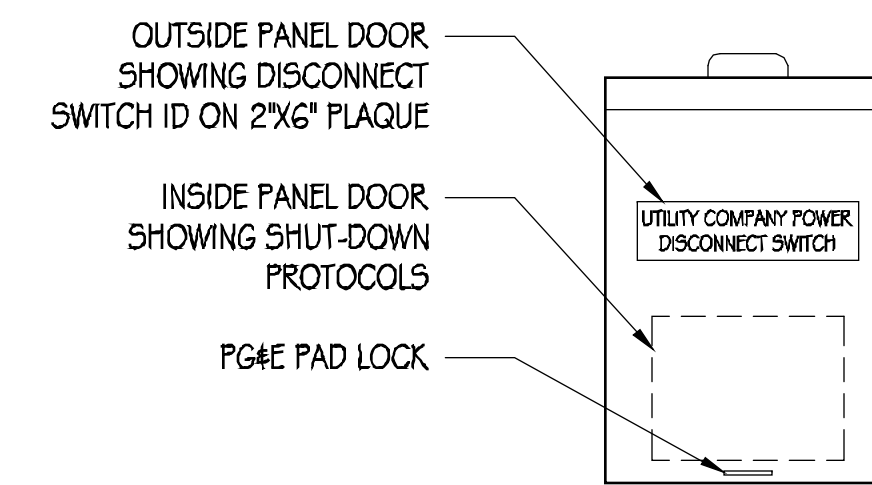 OUTSIDE PANEL DOOR
SHOWING DISCONNECT
SWITCH ID ON 2"X6" PLAQUE
INSIDE PANEL DOOR
SHOWING SHUT-DOWN
PROTOCOLS
PG&E PAD LOCK
UTILITY COMPANY POWER
DISCONNECT SWITCH